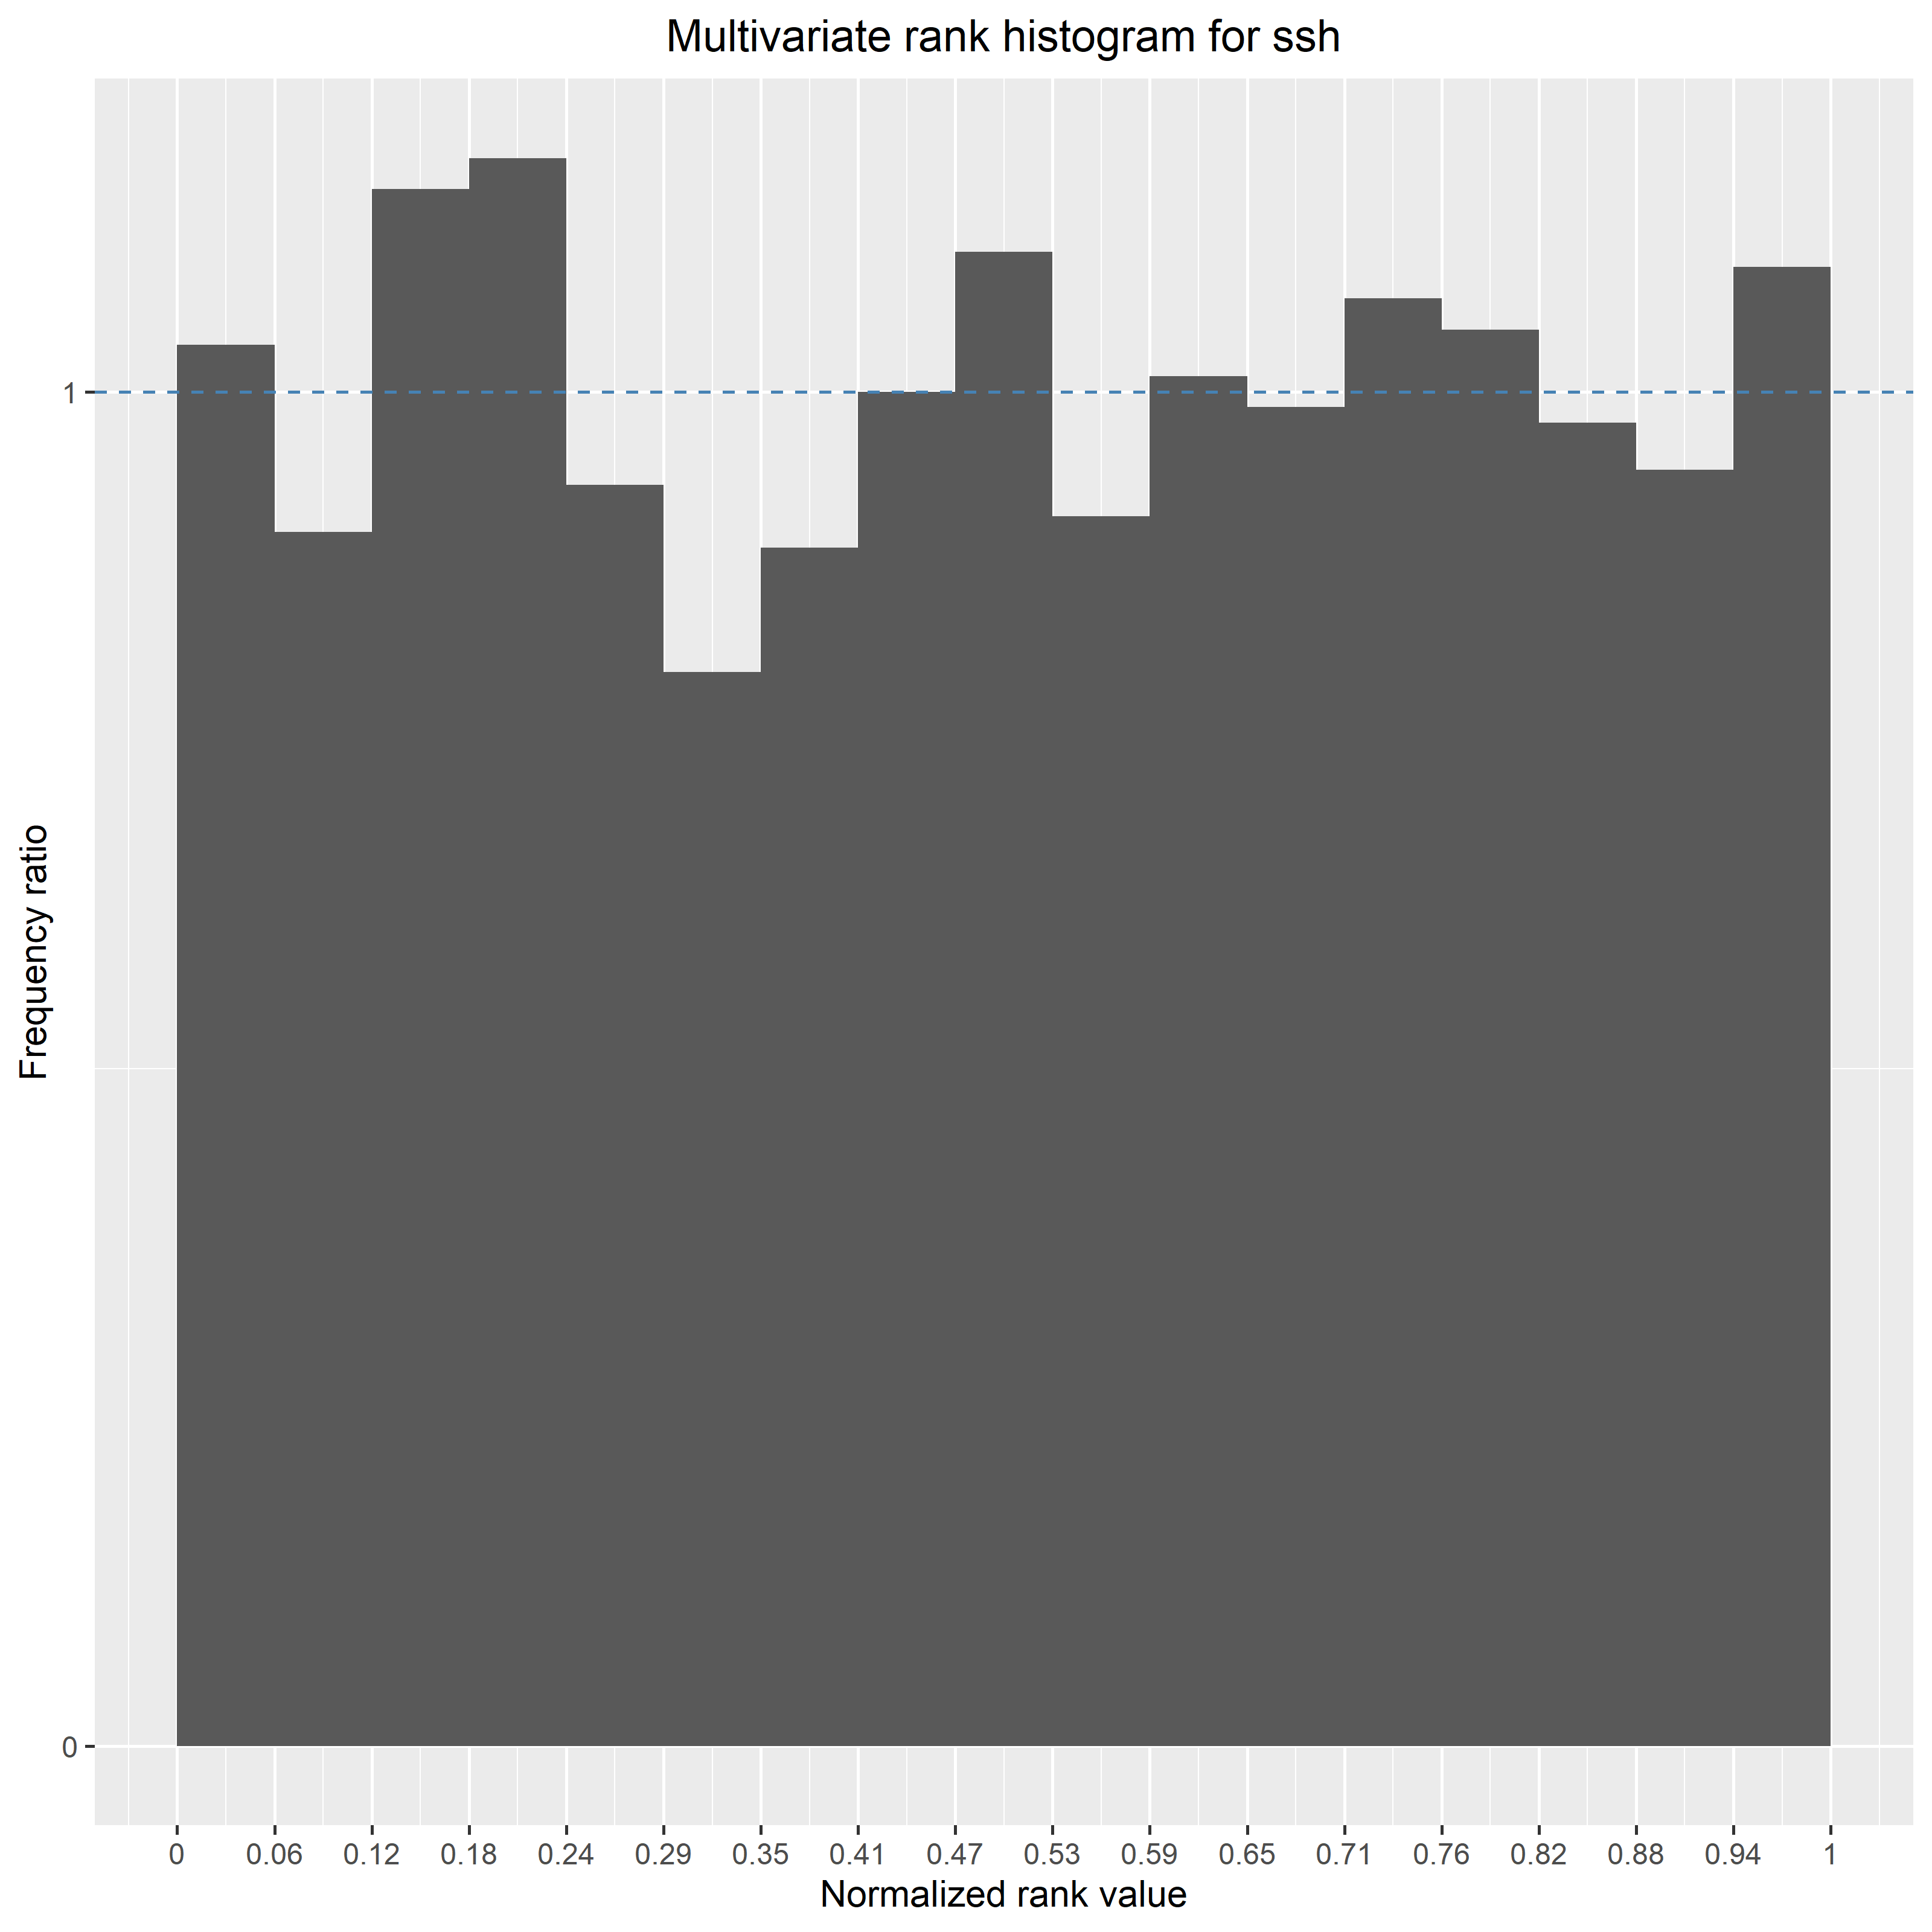 Multivariate rank histogram for ssh
Frequency ratio
1
0
0 0.06 0.12 0.18 0.24 0.29 0.35 0.41 0.47 0.53 0.59 0.65 0.71 0.76 0.82 0.88 0.94 1
Normalized rank value